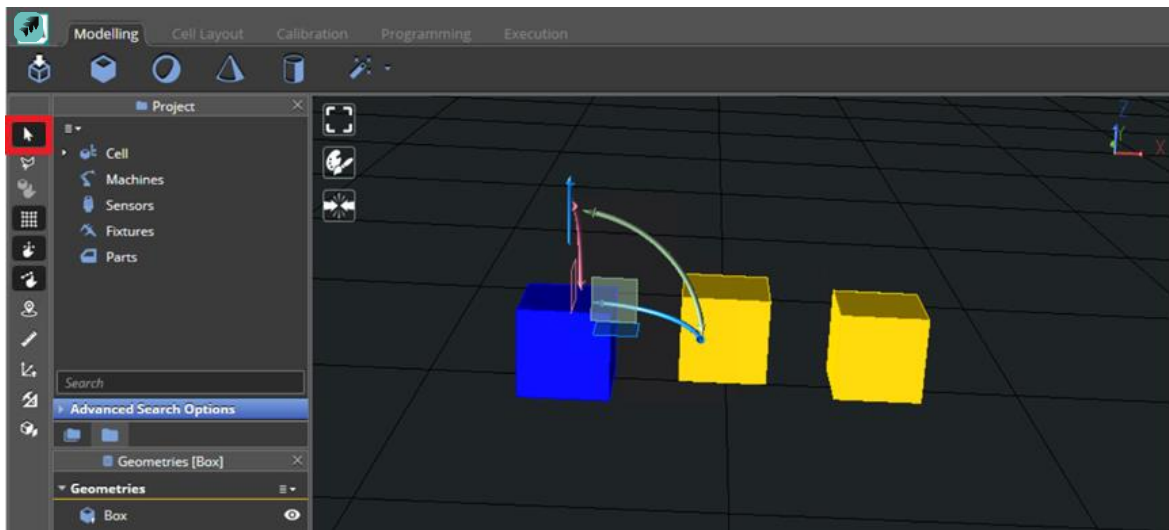 Modelling Cell Layout Calibration Programming Execution
Project
Cell
Machines
Sensors
Fixtures
Parts
Search
Advanced Search Options
Geometries [Box]
Geometries
Box
Z
Y
X